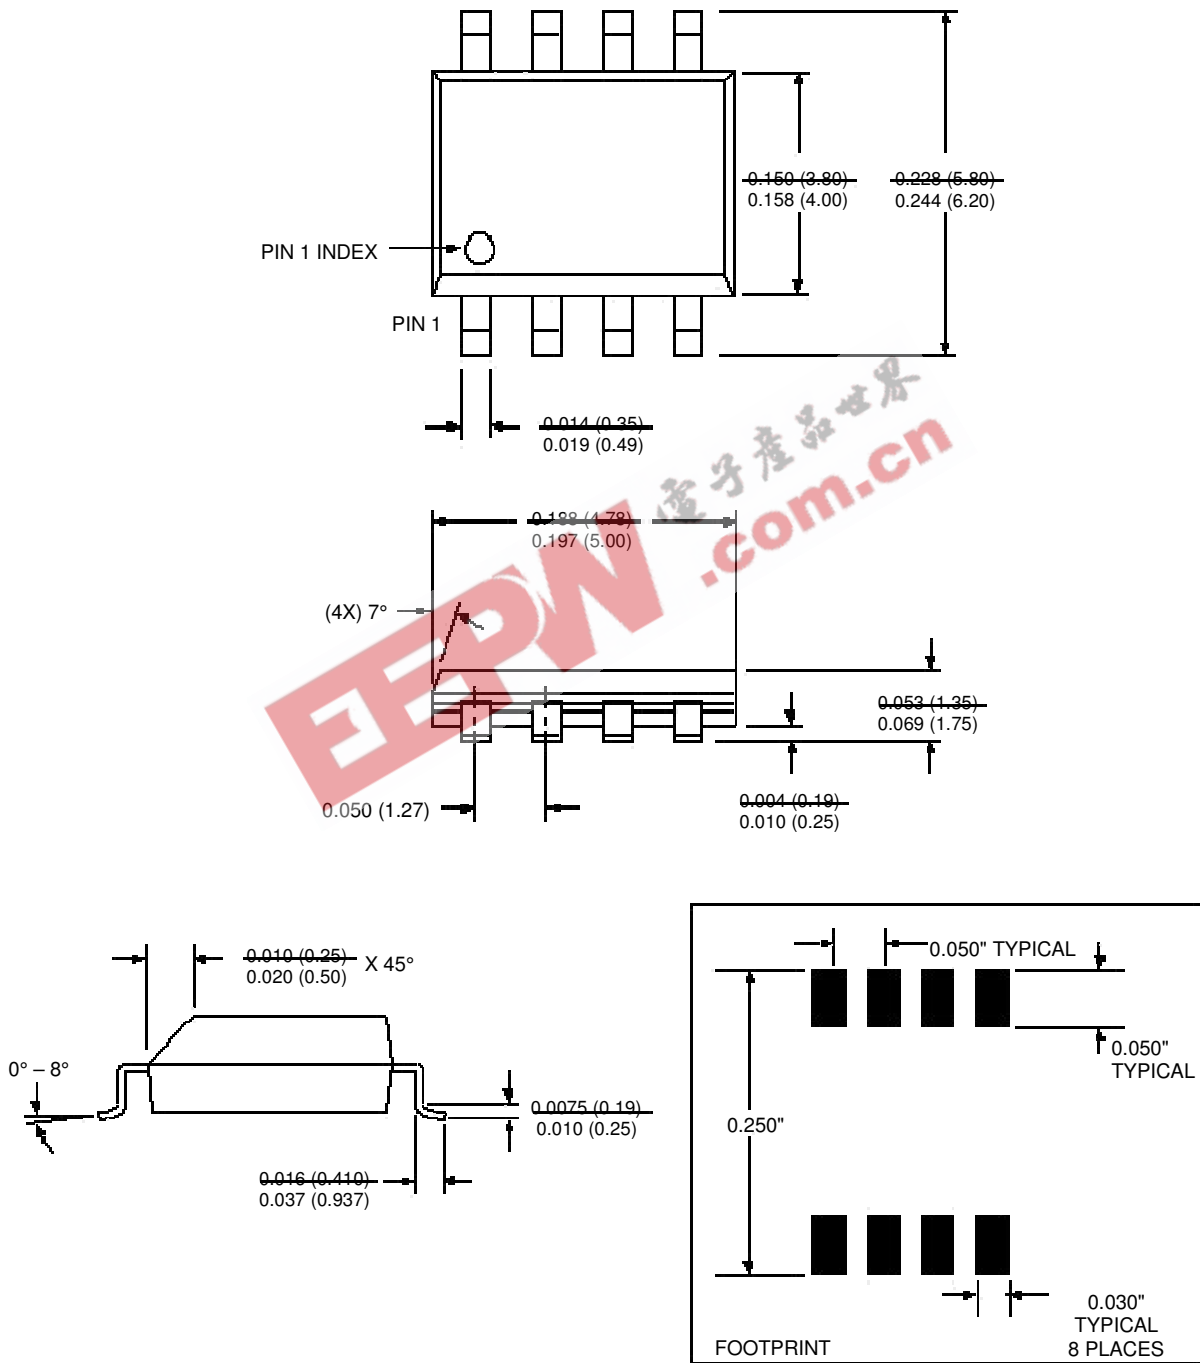 0.150 (3.80)
0.158 (4.00)
0.228 (5.80)
0.244 (6.20)
PIN 1 INDEX
PIN 1
0.014 (0.35)
0.019 (0.49)
電子產品世界
EEPW.com.cn
0.188 (4.78)
0.197 (5.00)
(4X) 7°
0.053 (1.35)
0.069 (1.75)
0.050 (1.27)
0.004 (0.19)
0.010 (0.25)
0.010 (0.25)
0.020 (0.50)
X 45°
0° – 8°
0.0075 (0.19)
0.010 (0.25)
0.016 (0.410)
0.037 (0.937)
0.050" TYPICAL
0.050"
TYPICAL
0.250"
0.030"
TYPICAL
8 PLACES
FOOTPRINT